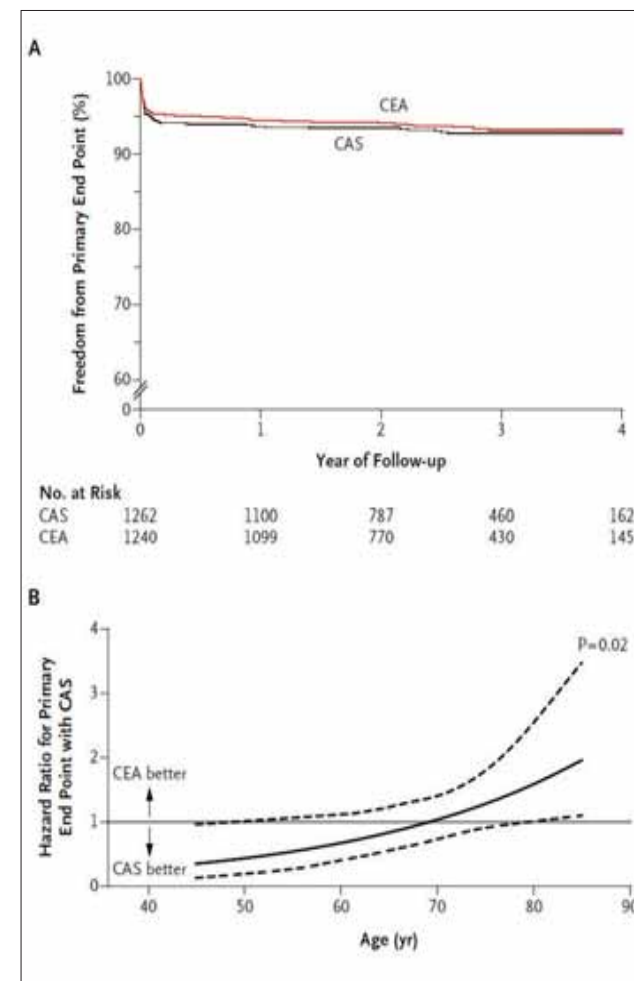 A
Freedom from Primary End Point (%)
100
90
80
70
60
0
CEA
CAS
0 1 2 3 4
Year of Follow-up
No. at Risk
CAS 1262 1100 787 460 162
CEA 1240 1099 770 430 145
B
Hazard Ratio for Primary
End Point with CAS
4
3
2
1
0
P=0.02
CEA better
CAS better
40 50 60 70 80 90
Age (yr)